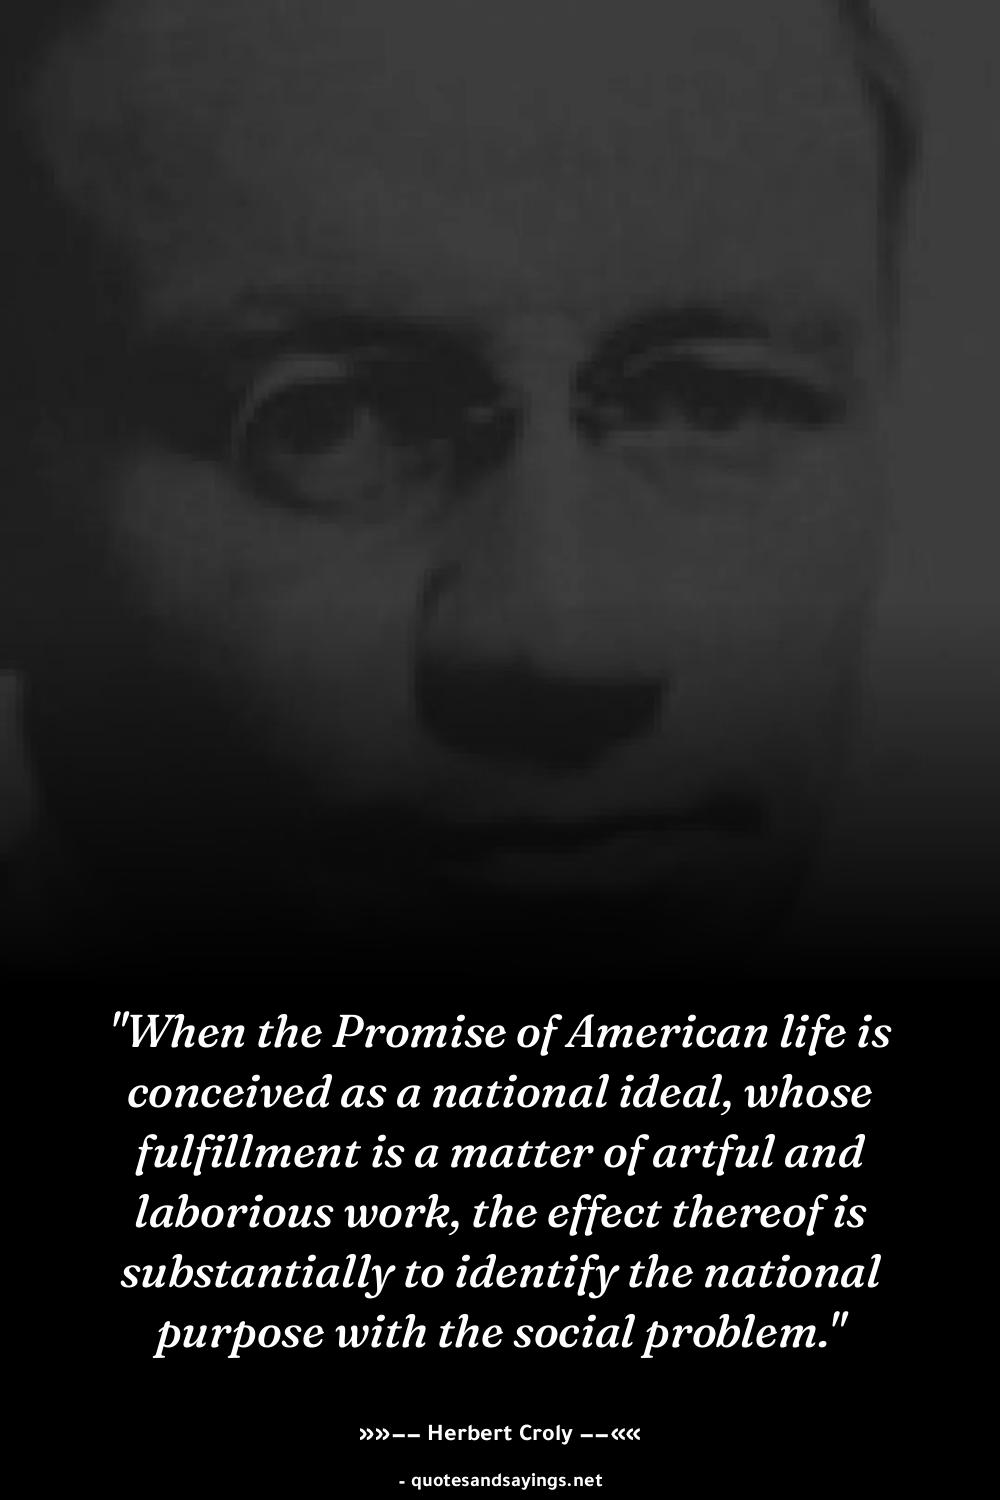 "When the Promise of American life is
conceived as a national ideal, whose
fulfillment is a matter of artful and
laborious work, the effect thereof is
substantially to identify the national
purpose with the social problem."
»»−− Herbert Croly −−««
- quotesandsayings.net